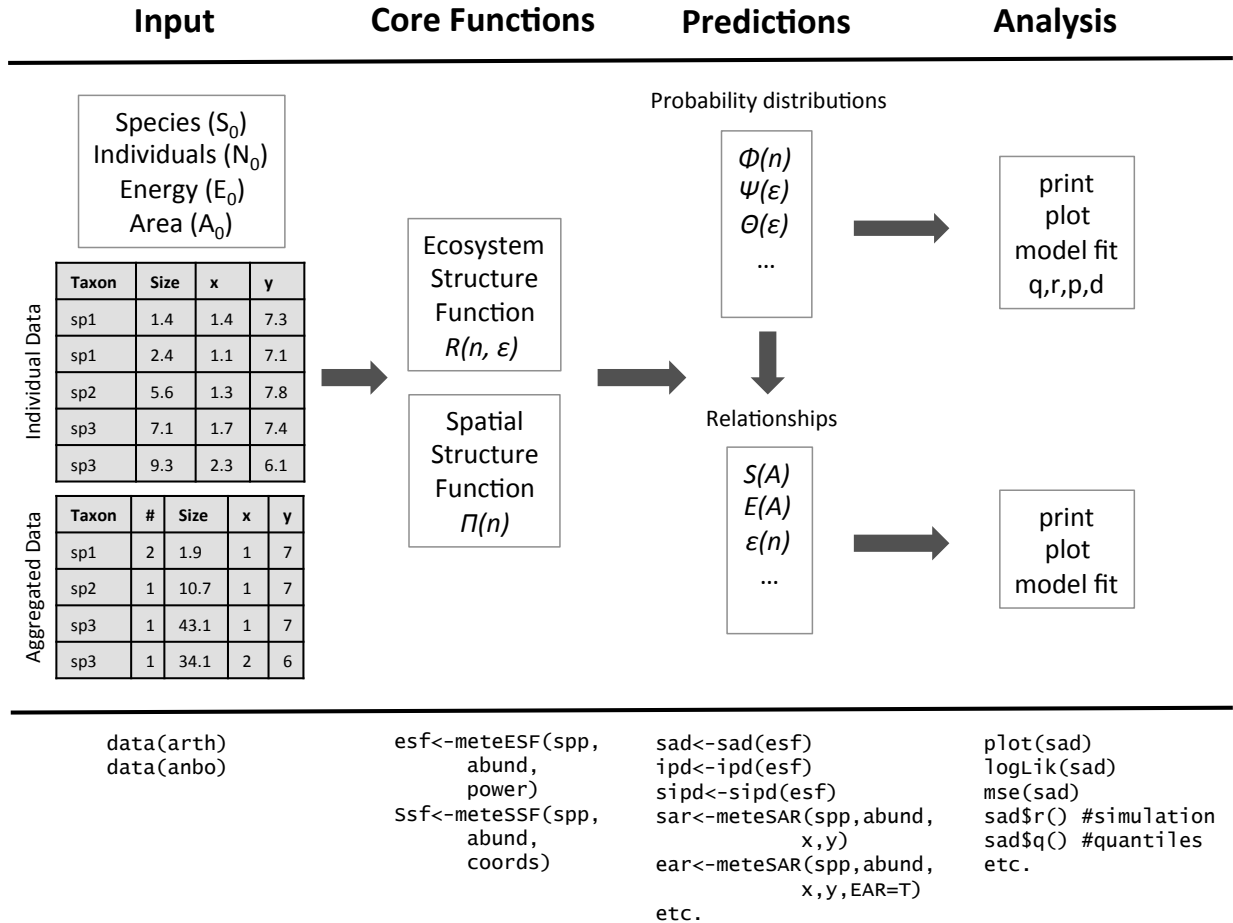 Input
Core Functions
Predictions
Analysis
Species (S₀)
Individuals (N₀)
Energy (E₀)
Area (A₀)
Individual Data
Taxon Size x y
sp1 1.4 1.4 7.3
sp1 2.4 1.1 7.1
sp2 5.6 1.3 7.8
sp3 7.1 1.7 7.4
sp3 9.3 2.3 6.1
Aggregated Data
Taxon # Size x y
sp1 2 1.9 1 7
sp2 1 10.7 1 7
sp3 1 43.1 1 7
sp3 1 34.1 2 6
Ecosystem
Structure
Function
R(n, ε)
Spatial
Structure
Function
Π(n)
Probability distributions
Φ(n)
Ψ(ε)
Θ(ε)
...
Relationships
S(A)
E(A)
ε(n)
...
print
plot
model fit
q,r,p,d
print
plot
model fit
data(arth)
data(anbo)
esf<-meteESF(spp,
abund,
power)
Ssf<-meteSSF(spp,
abund,
coords)
sad<-sad(esf)
ipd<-ipd(esf)
sipd<-sipd(esf)
sar<-meteSAR(spp,abund,
x,y)
ear<-meteSAR(spp,abund,
x,y,EAR=T)
etc.
plot(sad)
logLik(sad)
mse(sad)
sad$r() #simulation
sad$q() #quantiles
etc.